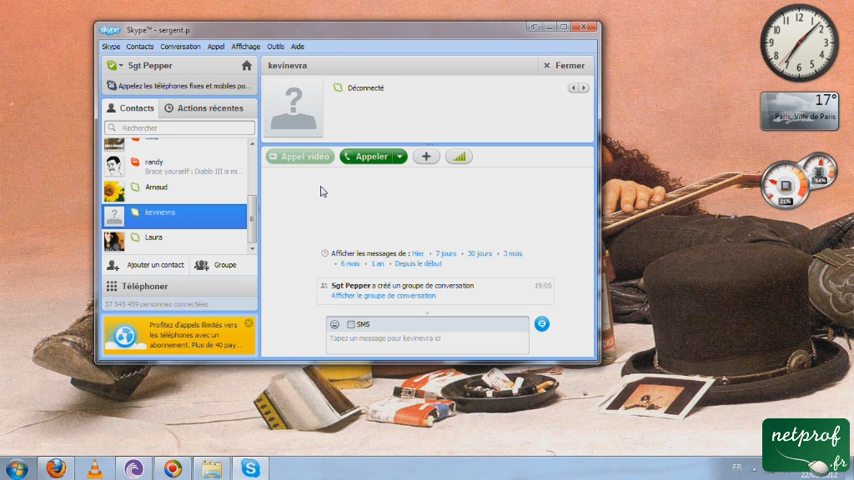 Skype™ - sergent.p
Skype Contacts Conversation Appel Affichage Outils Aide
Sgt Pepper
Appelez les téléphones fixes et mobiles po...
Contacts
Actions récentes
Rechercher
randy
Brace yourself : Diablo III is mi...
Arnaud
kevinevra
Laura
Ajouter un contact
Groupe
Téléphoner
37 545 459 personnes connectées
Profitez d'appels illimités vers
les téléphones avec un
abonnement. Plus de 40 pay...
kevinevra
Fermer
Déconnecté
Appel vidéo
Appeler
Afficher les messages de : Hier • 7 jours • 30 jours • 3 mois
• 6 mois • 1 an • Depuis le début
Sgt Pepper a créé un groupe de conversation 19:05
Afficher le groupe de conversation
SMS
Tapez un message pour kevinevra ici
17°
Paris, Ville de Paris
21%
FR
netprof
.fr